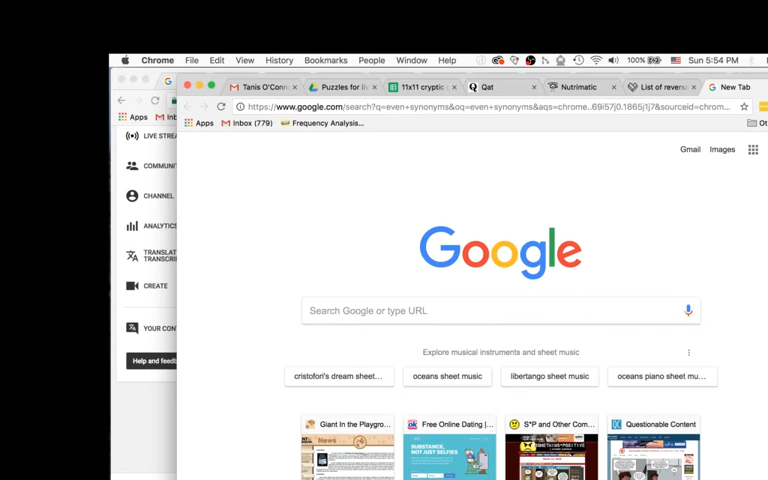 Chrome File Edit View History Bookmarks People Window Help 100% Sun 5:54 PM
Tanis O'Conn Puzzles for li 11x11 cryptic Qat Nutrimatic List of revers New Tab
https://www.google.com/search?q=even+synonyms&oq=even+synonyms&aqs=chrome..69i57j0.1865j1j7&sourceid=chrom...
Apps Inb Apps Inbox (779) Frequency Analysis...
LIVE STREA
COMMUNI
CHANNEL
ANALYTICS
TRANSLAT
TRANSCRI
CREATE
YOUR CON
Help and feedb
Gmail Images
Google
Search Google or type URL
Explore musical instruments and sheet music
cristofori's dream sheet... oceans sheet music libertango sheet music oceans piano sheet mu...
Giant In the Playgro... Free Online Dating |... S*P and Other Com... Questionable Content
News
SUBSTANCE,
NOT JUST SELFIES